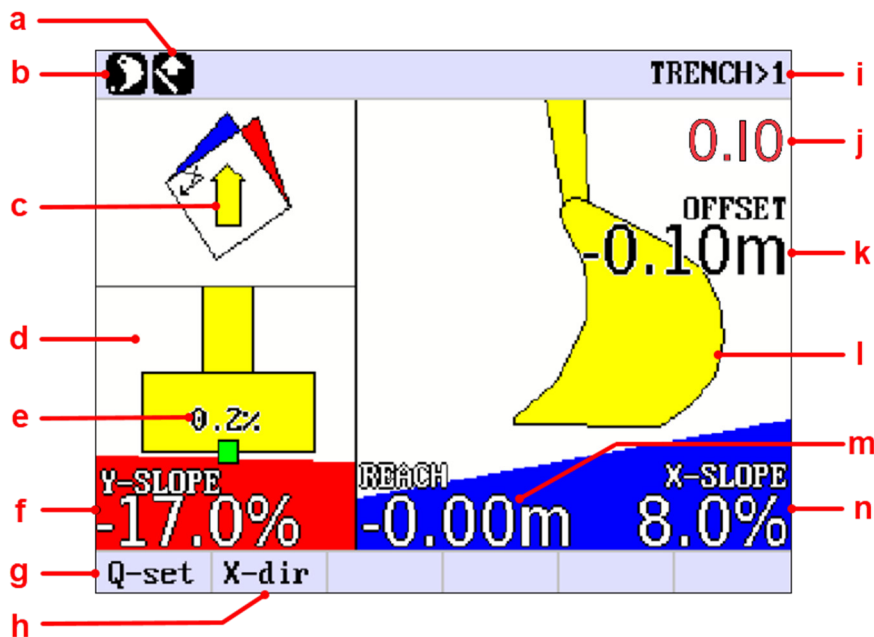 a
b
TRENCH>1
i
0.10
j
c
OFFSET
-0.10m
k
d
l
e
0.2%
m
Y-SLOPE
REACH
X-SLOPE
f
-17.0%
-0.00m
8.0%
n
g
Q-set
X-dir
h